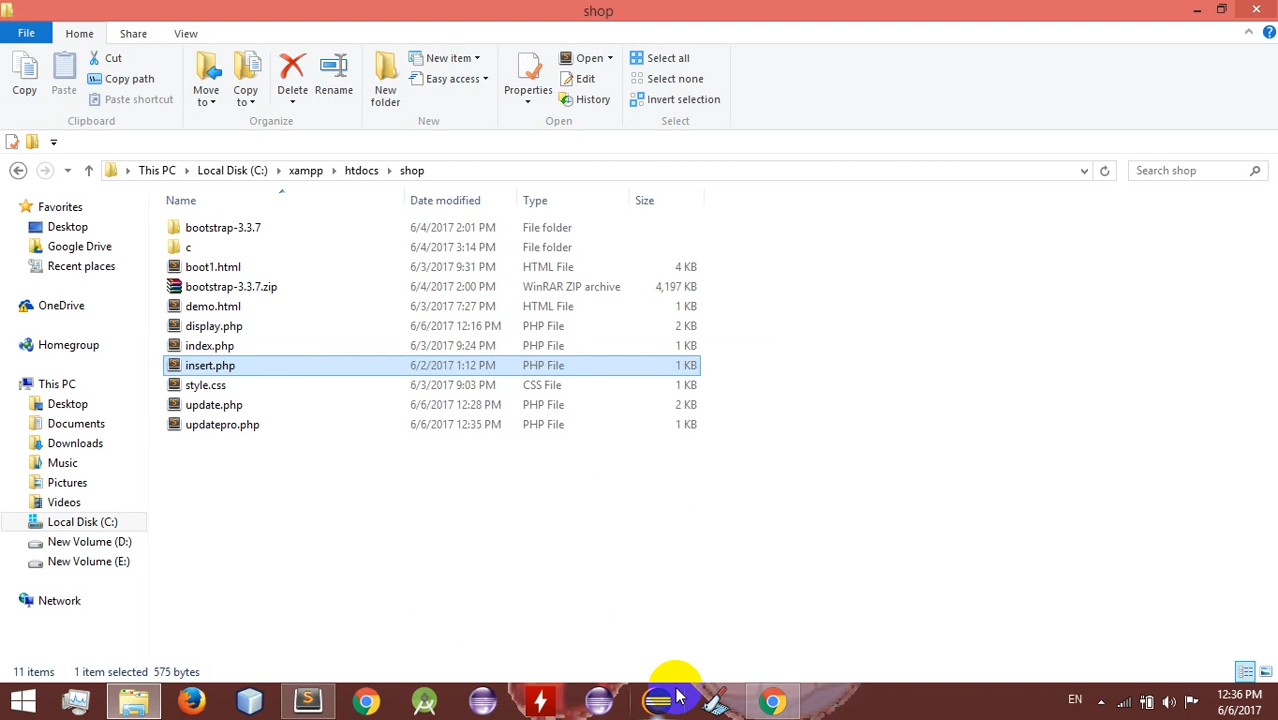 shop
File Home Share View
Copy
Paste
Cut
Copy path
Paste shortcut
Move to
Copy to
Delete
Rename
New folder
New item
Easy access
Properties
Open
Edit
History
Select all
Select none
Invert selection
Clipboard Organize New Open Select
This PC Local Disk (C:) xampp htdocs shop
Search shop
Name Date modified Type Size
Favorites
Desktop
Google Drive
Recent places
OneDrive
Homegroup
This PC
Desktop
Documents
Downloads
Music
Pictures
Videos
Local Disk (C:)
New Volume (D:)
New Volume (E:)
Network
bootstrap-3.3.7 6/4/2017 2:01 PM File folder
c 6/4/2017 3:14 PM File folder
boot1.html 6/3/2017 9:31 PM HTML File 4 KB
bootstrap-3.3.7.zip 6/4/2017 2:00 PM WinRAR ZIP archive 4,197 KB
demo.html 6/3/2017 7:27 PM HTML File 1 KB
display.php 6/6/2017 12:16 PM PHP File 2 KB
index.php 6/3/2017 9:24 PM PHP File 1 KB
insert.php 6/2/2017 1:12 PM PHP File 1 KB
style.css 6/3/2017 9:03 PM CSS File 1 KB
update.php 6/6/2017 12:28 PM PHP File 2 KB
updatepro.php 6/6/2017 12:35 PM PHP File 1 KB
11 items 1 item selected 575 bytes
EN
12:36 PM
6/6/2017